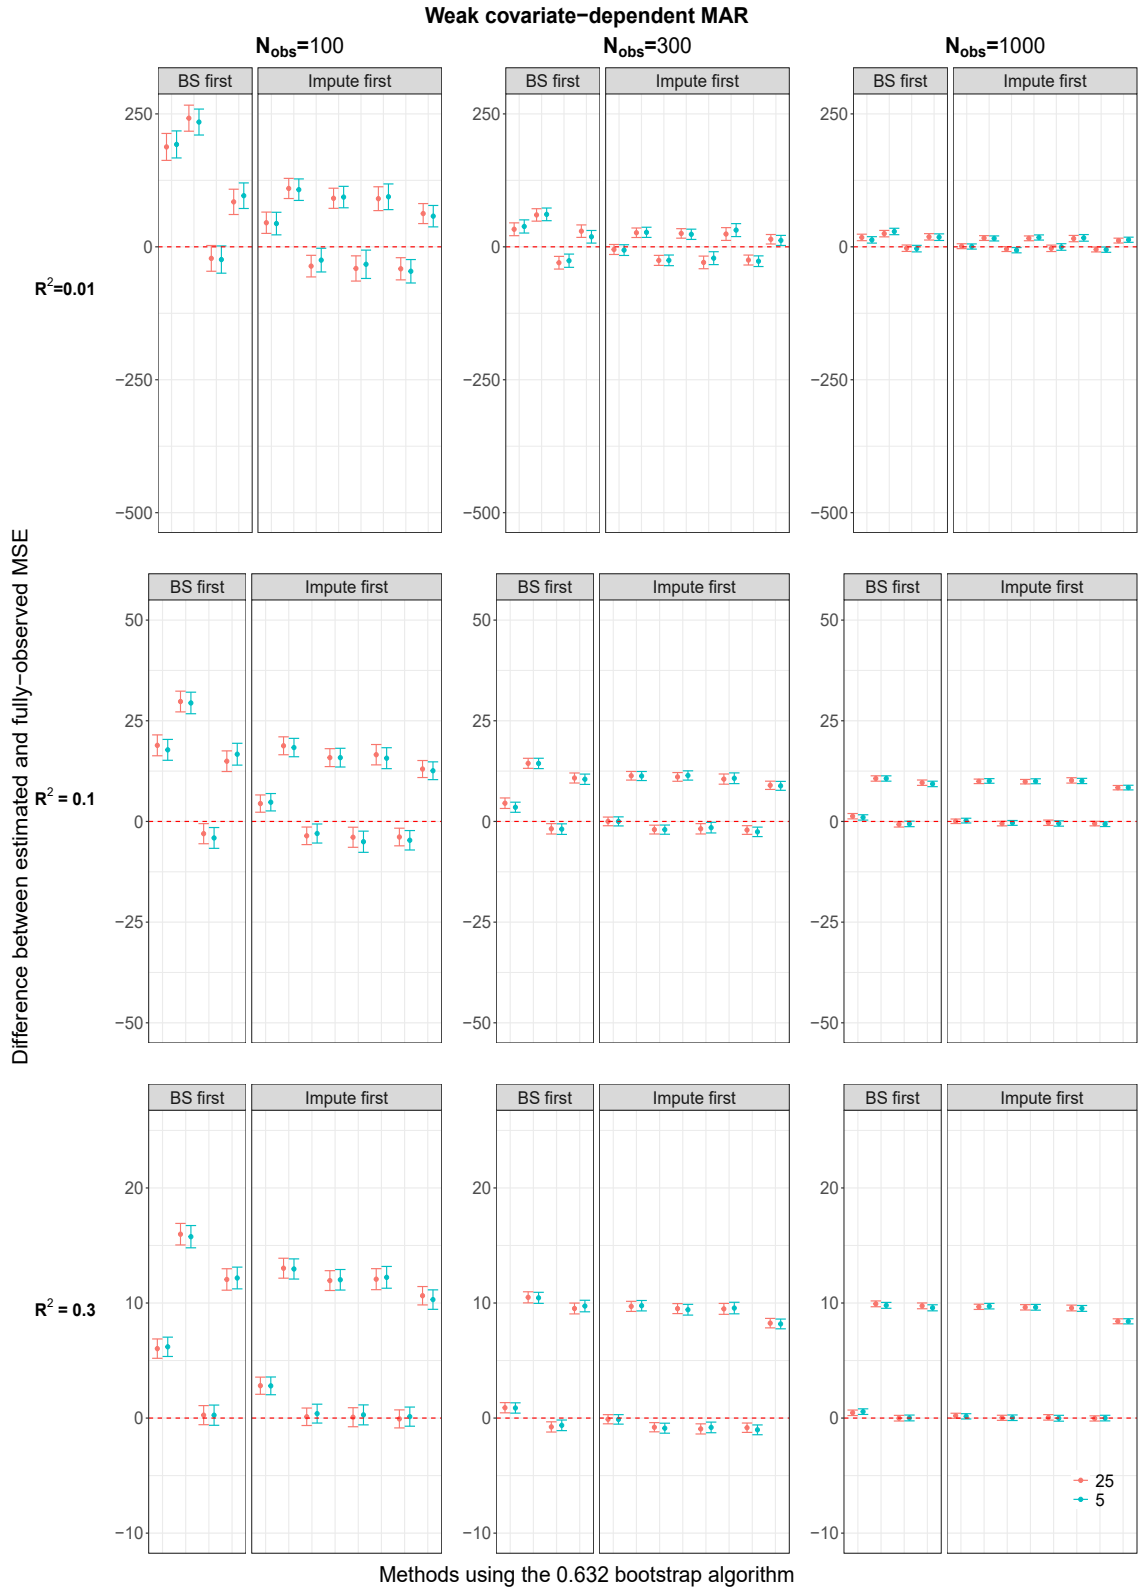 Weak covariate−dependent MAR
N_obs=100 N_obs=300 N_obs=1000
BS first Impute first BS first Impute first BS first Impute first
250 250 250
0 0 0
R²=0.01
−250 −250 −250
−500 −500 −500
Difference between estimated and fully−observed MSE
BS first Impute first BS first Impute first BS first Impute first
50 50 50
25 25 25
R² = 0.1
0 0 0
−25 −25 −25
−50 −50 −50
BS first Impute first BS first Impute first BS first Impute first
20 20 20
R² = 0.3
10 10 10
0 0 0
25
5
−10 −10 −10
Methods using the 0.632 bootstrap algorithm